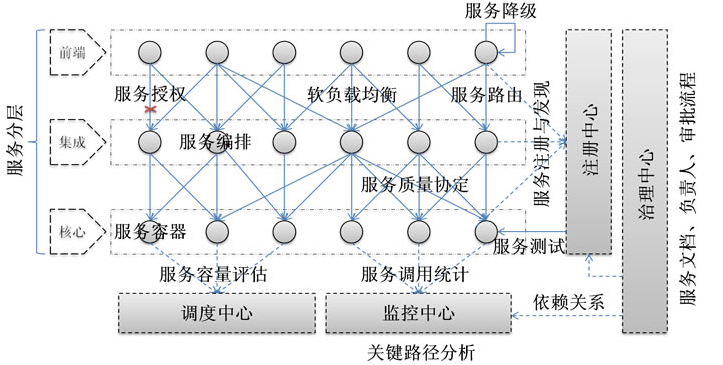 服务降级
前端
服务授权
软负载均衡
服务路由
服务分层
集成
服务编排
服务注册与发现
注册中心
治理中心
服务文档、负责人、审批流程
服务质量协定
核心
服务容器
服务测试
服务容量评估
服务调用统计
调度中心
监控中心
依赖关系
关键路径分析